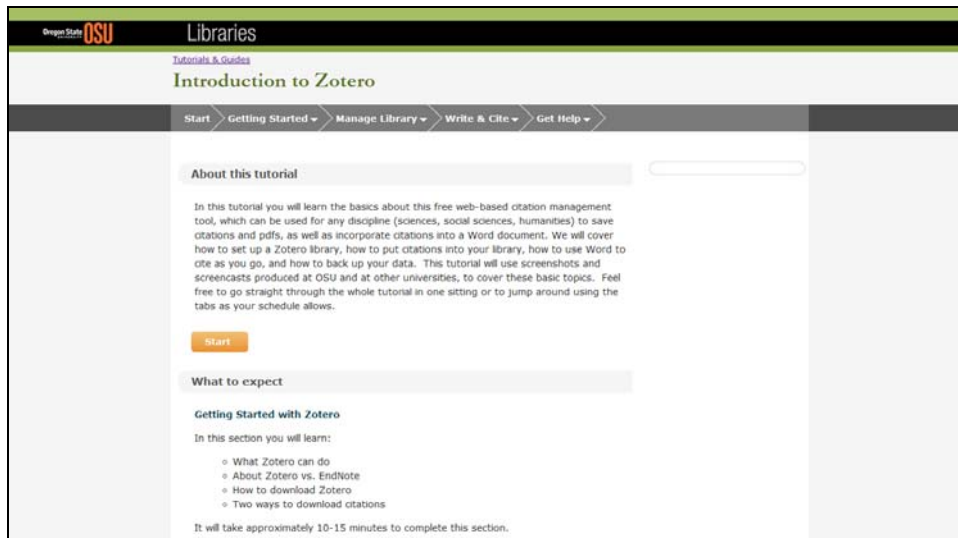 Oregon State
UNIVERSITY
OSU
Libraries
Tutorials & Guides
Introduction to Zotero
Start
Getting Started
Manage Library
Write & Cite
Get Help
About this tutorial
In this tutorial you will learn the basics about this free web-based citation management
tool, which can be used for any discipline (sciences, social sciences, humanities) to save
citations and pdfs, as well as incorporate citations into a Word document. We will cover
how to set up a Zotero library, how to put citations into your library, how to use Word to
cite as you go, and how to back up your data. This tutorial will use screenshots and
screencasts produced at OSU and at other universities, to cover these basic topics. Feel
free to go straight through the whole tutorial in one sitting or to jump around using the
tabs as your schedule allows.
Start
What to expect
Getting Started with Zotero
In this section you will learn:
What Zotero can do
About Zotero vs. EndNote
How to download Zotero
Two ways to download citations
It will take approximately 10-15 minutes to complete this section.